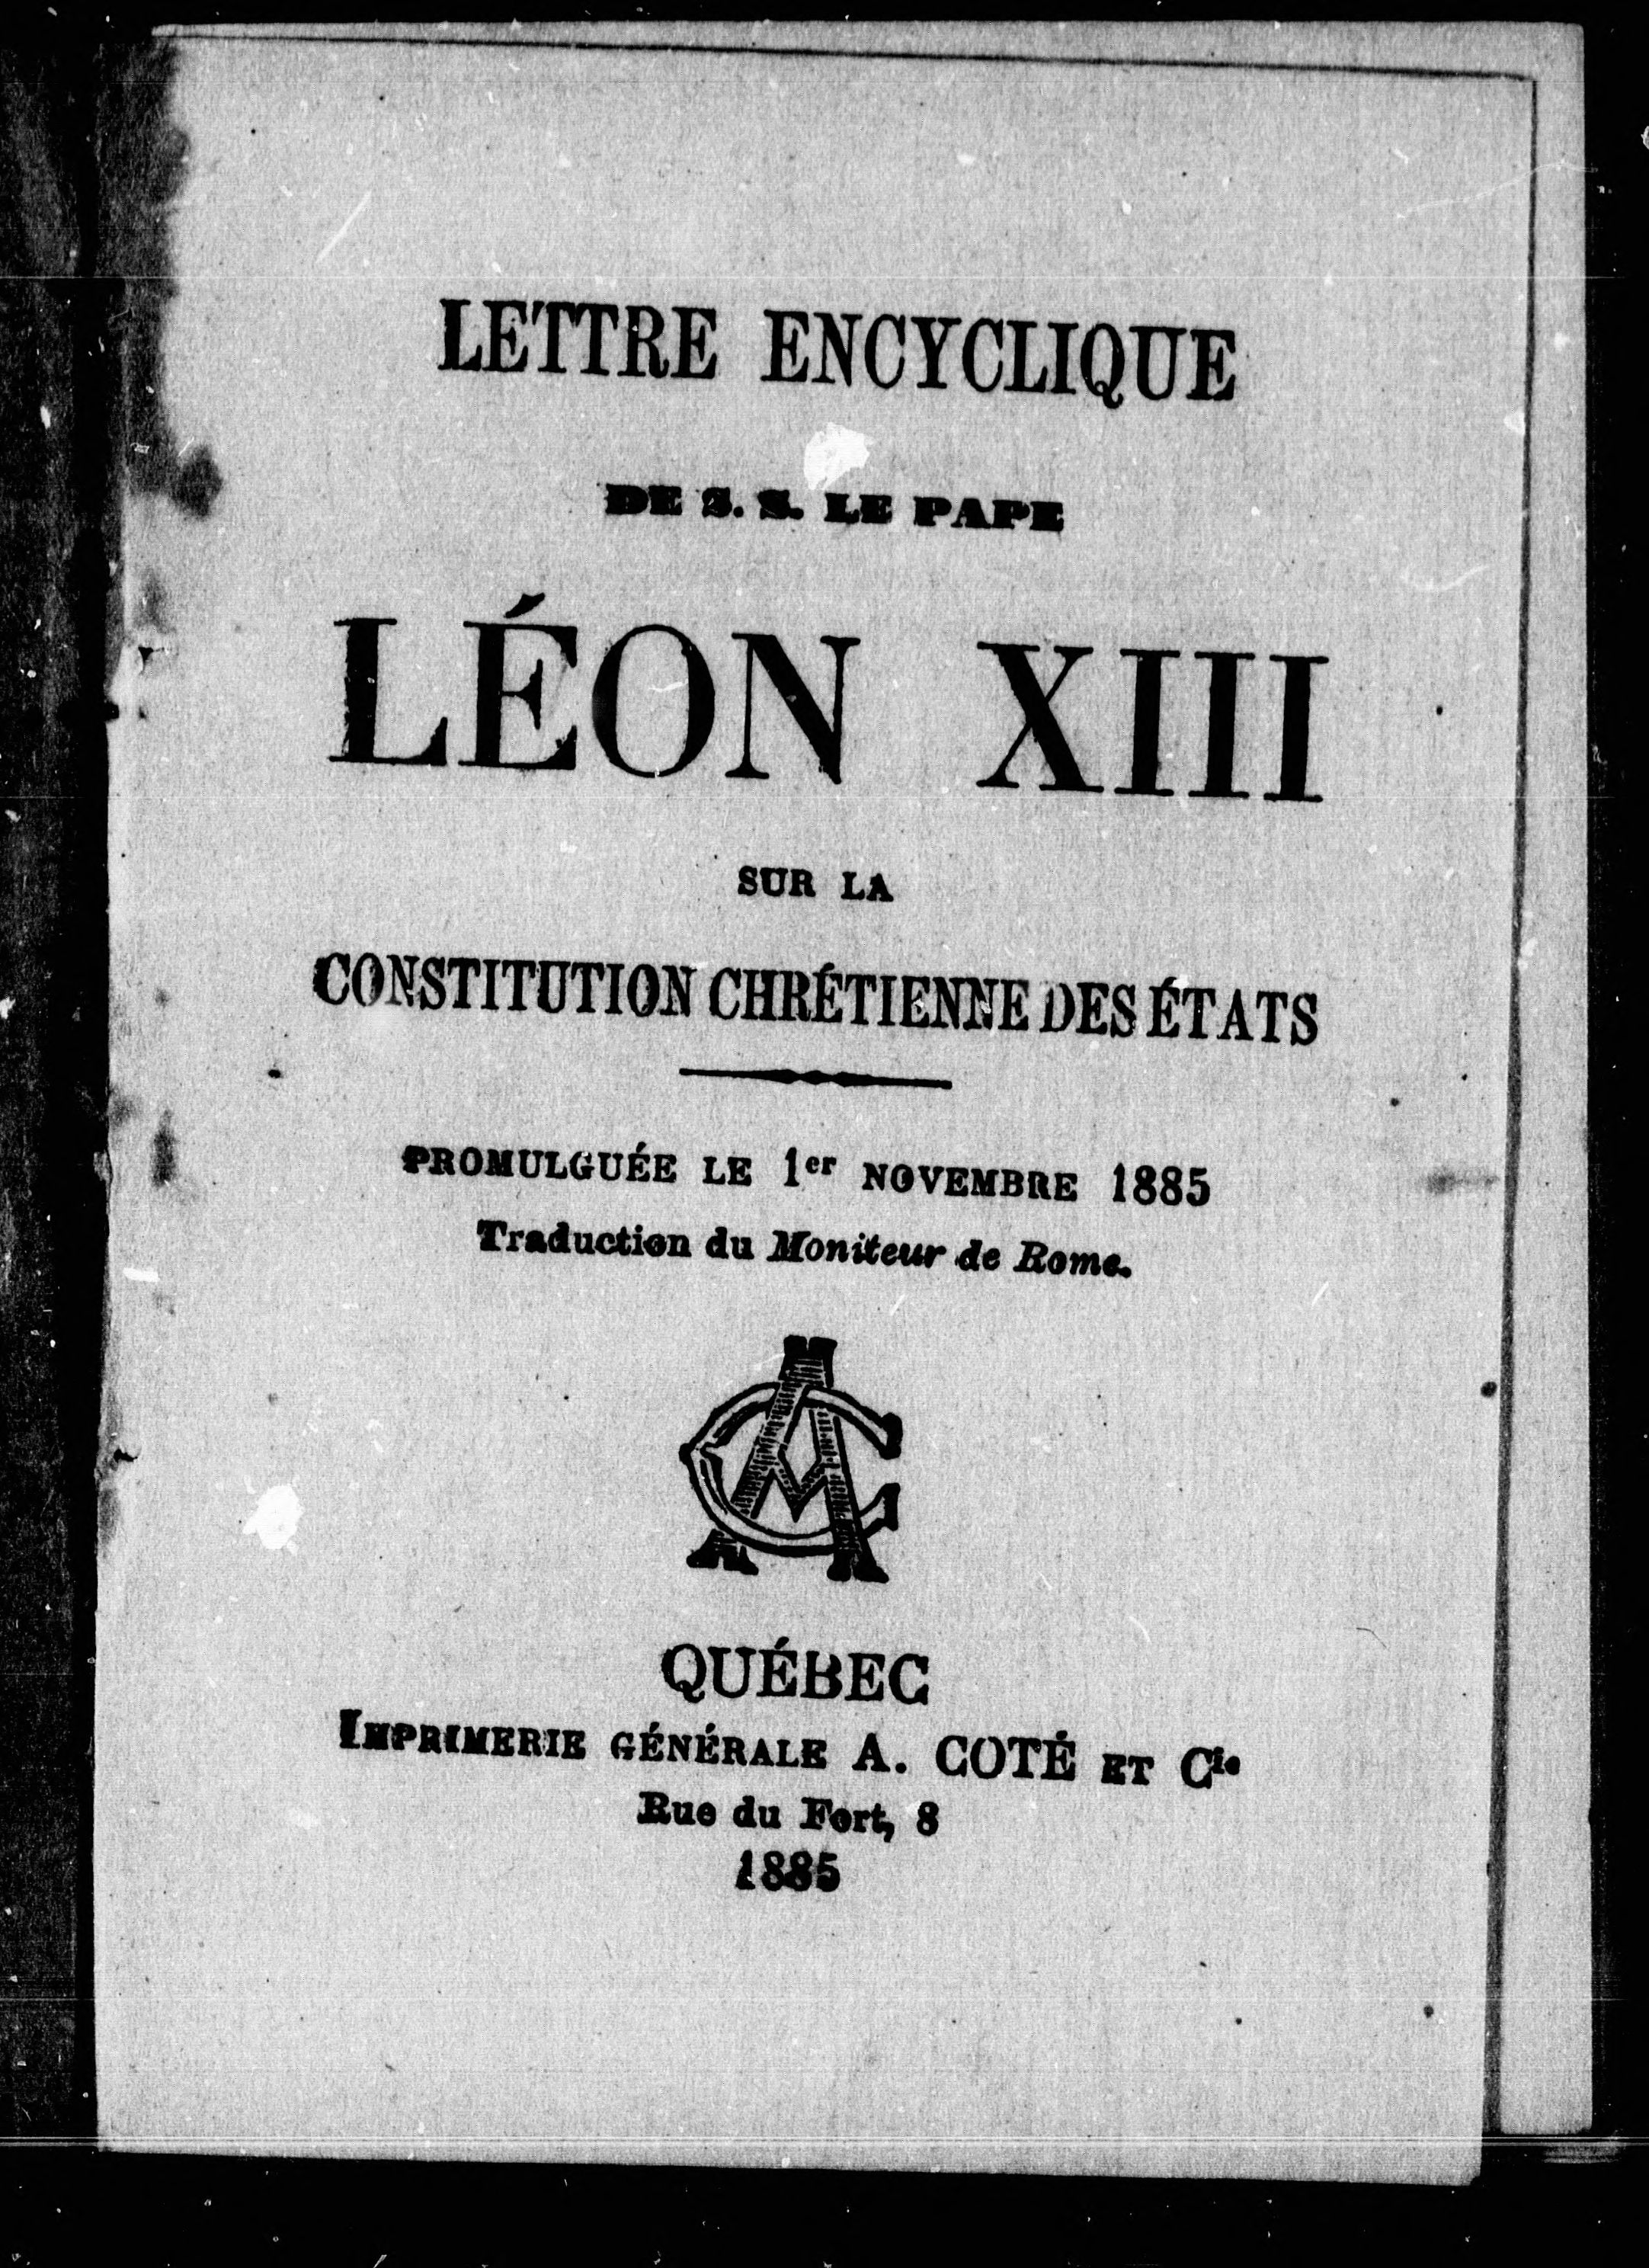 LETTRE ENCYCLIQUE
DE S. S. LE PAPE
LÉON XIII
SUR LA
CONSTITUTION CHRÉTIENNE DES ÉTATS
PROMULGUÉE LE 1er NOVEMBRE 1885
Traduction du Moniteur de Rome.
AC
QUÉBEC
IMPRIMERIE GÉNÉRALE A. COTÉ ET Cie
Rue du Fort, 8
1885